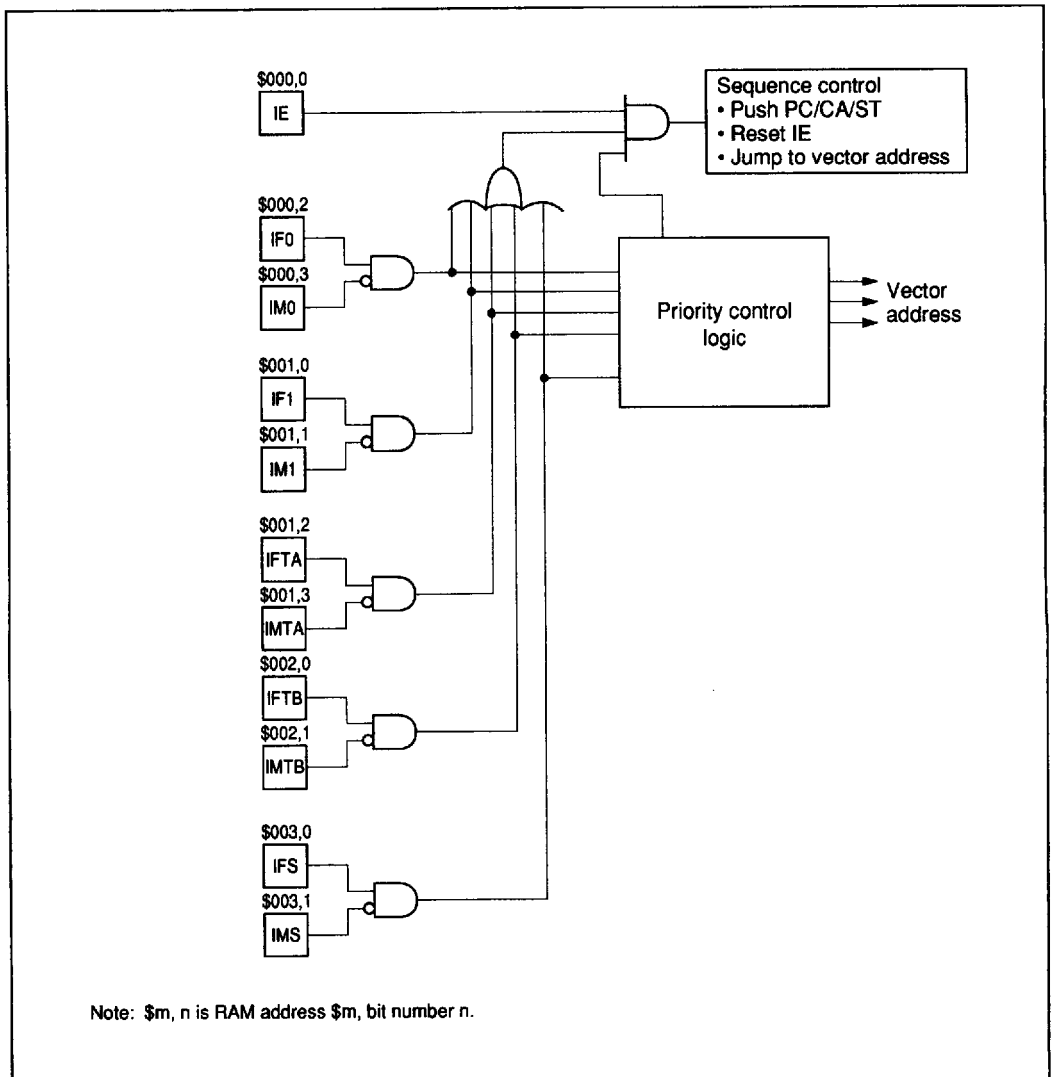 $000,0
IE
Sequence control
• Push PC/CA/ST
• Reset IE
• Jump to vector address
$000,2
IF0
$000,3
IM0
Priority control
logic
Vector
address
$001,0
IF1
$001,1
IM1
$001,2
IFTA
$001,3
IMTA
$002,0
IFTB
$002,1
IMTB
$003,0
IFS
$003,1
IMS
Note: $m, n is RAM address $m, bit number n.